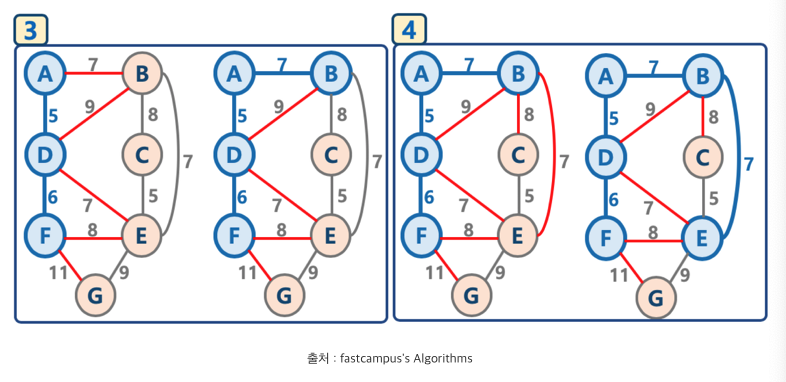 3
4
A 7 B A 7 B A 7 B A 7 B
5 9 8 5 9 8 5 9 8 5 9 8
D C 7 D C 7 D C 7 D C 7
6 7 5 6 7 5 6 7 5 6 7 5
F 8 E F 8 E F 8 E F 8 E
11 9 11 9 11 9 11 9
G G G G
출처 : fastcampus's Algorithms